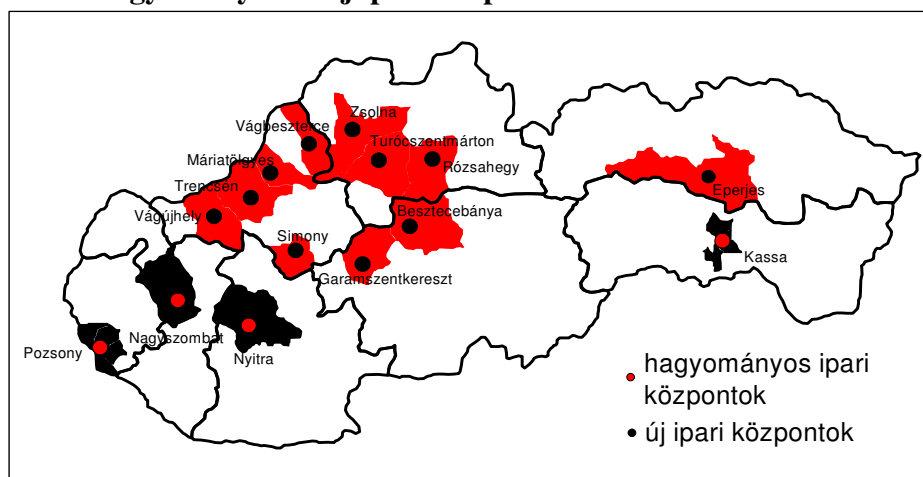 Zsolna
Vágbeszterce
Turócszentmárton
Máriatölgyes
Rózsahegy
Trencsén
Eperjes
Vágújhely
Besztecebánya
Simony
Kassa
Garamszentkereszt
Nagyszombat
Pozsony
Nyitra
hagyományos ipari
központok
új ipari központok